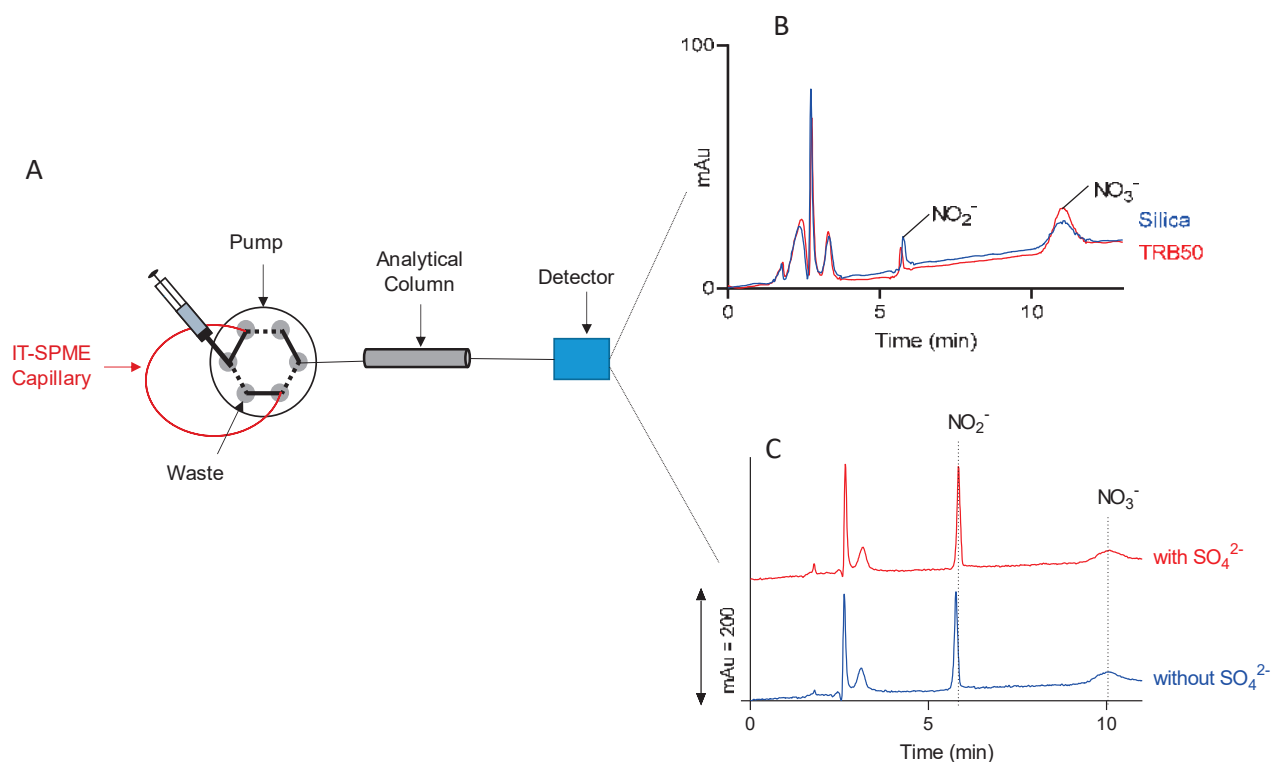 A
Pump
Analytical
Column
Detector
IT-SPME
Capillary
Waste
B
100
mAu
0
NO₂⁻
NO₃⁻
Silica
TRB50
0
5
10
Time (min)
C
NO₂⁻
NO₃⁻
with SO₄²⁻
mAu = 200
without SO₄²⁻
0
5
10
Time (min)